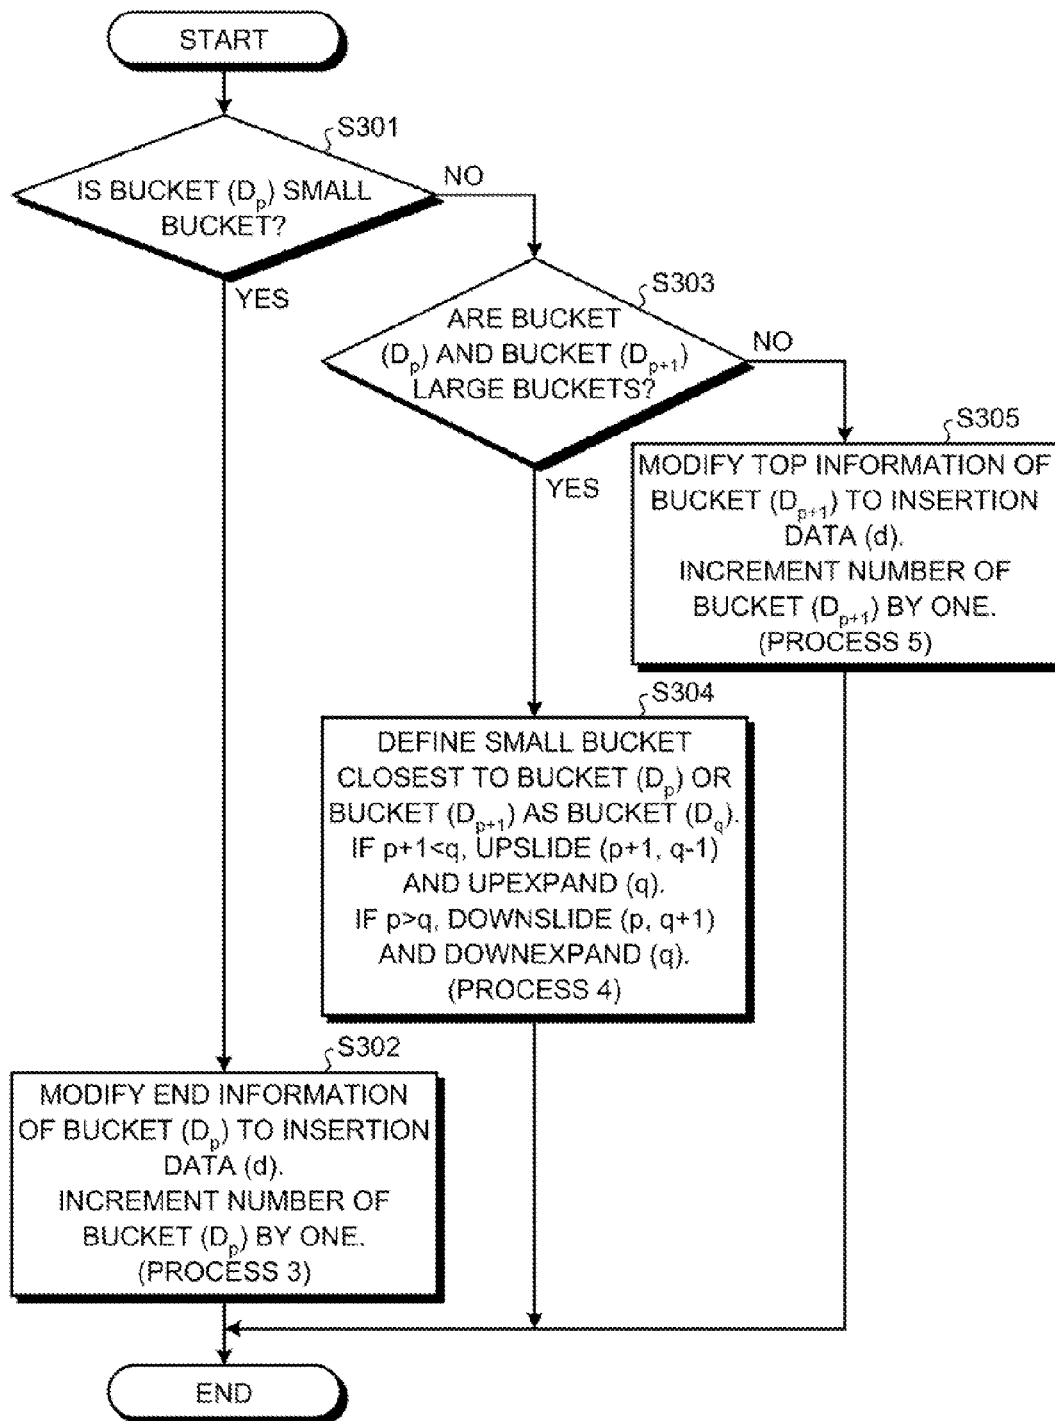 START
S301
IS BUCKET (Dp) SMALL
BUCKET?
NO
YES
S303
ARE BUCKET
(Dp) AND BUCKET (Dp+1)
LARGE BUCKETS?
NO
YES
S305
MODIFY TOP INFORMATION OF
BUCKET (Dp+1) TO INSERTION
DATA (d).
INCREMENT NUMBER OF
BUCKET (Dp+1) BY ONE.
(PROCESS 5)
S304
DEFINE SMALL BUCKET
CLOSEST TO BUCKET (Dp) OR
BUCKET (Dp+1) AS BUCKET (Dq).
IF p+1<q, UPSLIDE (p+1, q-1)
AND UPEXPAND (q).
IF p>q, DOWNSLIDE (p, q+1)
AND DOWNEXPAND (q).
(PROCESS 4)
S302
MODIFY END INFORMATION
OF BUCKET (Dp) TO INSERTION
DATA (d).
INCREMENT NUMBER OF
BUCKET (Dp) BY ONE.
(PROCESS 3)
END